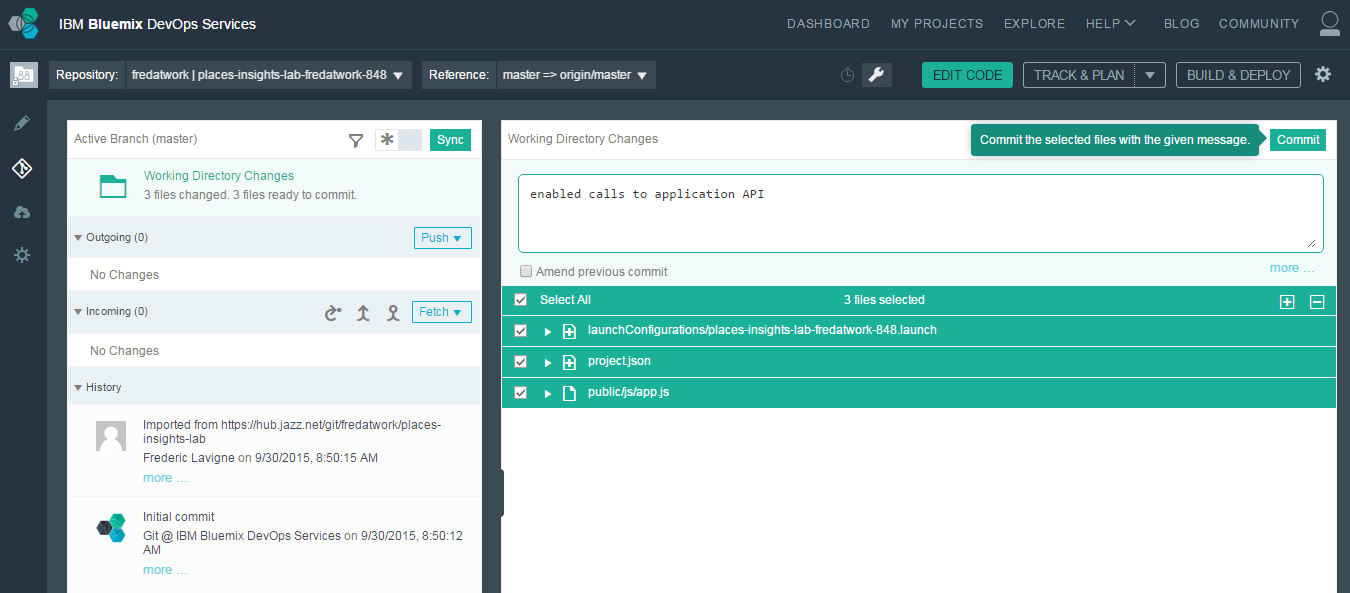 IBM Bluemix DevOps Services
DASHBOARD MY PROJECTS EXPLORE HELP BLOG COMMUNITY
Repository: fredatwork | places-insights-lab-fredatwork-848 Reference: master => origin/master
EDIT CODE TRACK & PLAN BUILD & DEPLOY
Active Branch (master) Sync
Working Directory Changes
3 files changed. 3 files ready to commit.
Outgoing (0) Push
No Changes
Incoming (0) Fetch
No Changes
History
Imported from https://hub.jazz.net/git/fredatwork/places-
insights-lab
Frederic Lavigne on 9/30/2015, 8:50:15 AM
more ...
Initial commit
Git @ IBM Bluemix DevOps Services on 9/30/2015, 8:50:12
AM
more ...
Working Directory Changes
Commit the selected files with the given message. Commit
enabled calls to application API
Amend previous commit
more ...
Select All 3 files selected
launchConfigurations/places-insights-lab-fredatwork-848.launch
project.json
public/js/app.js